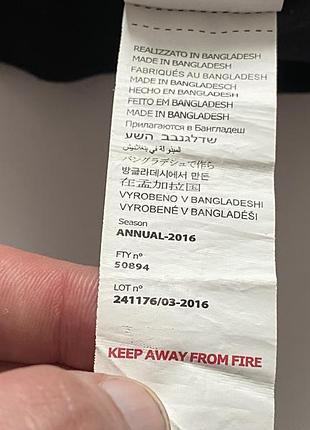 REALIZZATO IN BANGLADESH
MADE IN BANGLADESH
FABRIQUÉS AU BANGLADESH
MADE IN BANGLADESCH
HECHO EN BANGLADESH
FEITO EM BANGLADESH
MADE IN BANGLADESH
Прилагаются в Бангладеш
バングラデシュで作ら
방글라데시에서 만든
在孟加拉国
VYROBENO V BANGLADESHI
VYROBENÉ V BANGLADÉŠI
Season
ANNUAL-2016
FTY n°
50894
LOT n°
241176/03-2016
KEEP AWAY FROM FIRE